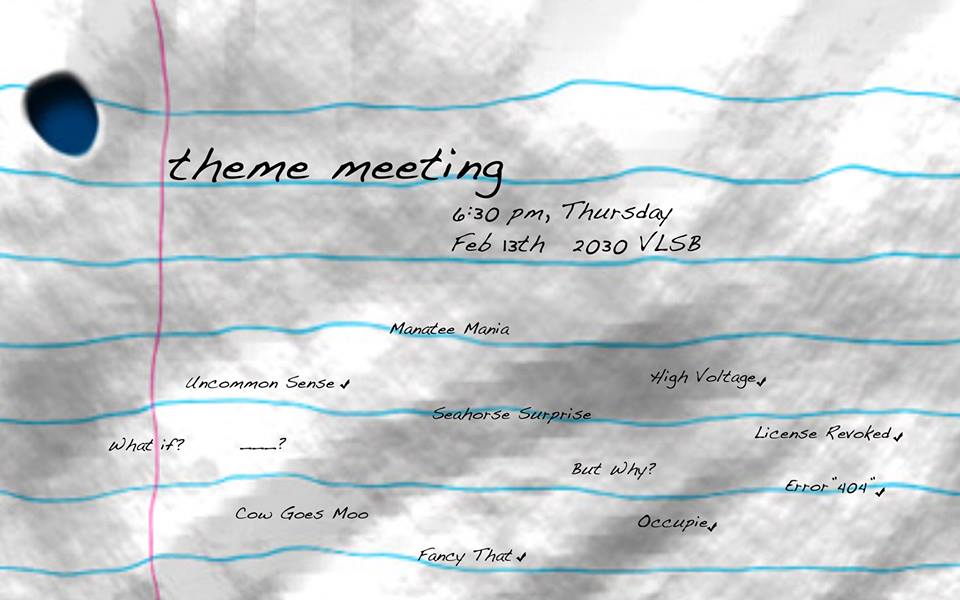 theme meeting
6:30 pm, Thursday
Feb 13th 2030 VLSB
Manatee Mania
Uncommon Sense ✓
High Voltage ✓
Seahorse Surprise
License Revoked ✓
What if? ____?
But Why?
Error "404" ✓
Cow Goes Moo
Occupie ✓
Fancy That ✓